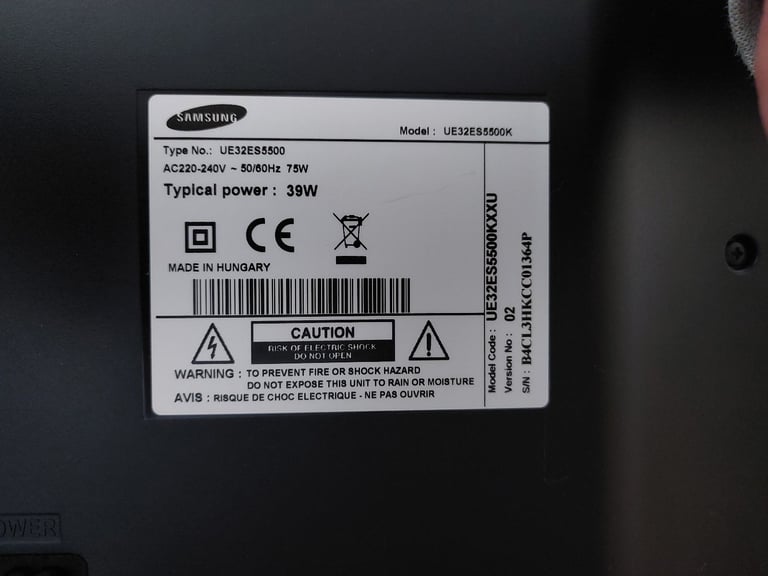 SAMSUNG
Model : UE32ES5500K
Type No.: UE32ES5500
AC220-240V ~ 50/60Hz 75W
Typical power : 39W
CE
MADE IN HUNGARY
CAUTION
RISK OF ELECTRIC SHOCK
DO NOT OPEN
WARNING : TO PREVENT FIRE OR SHOCK HAZARD
DO NOT EXPOSE THIS UNIT TO RAIN OR MOISTURE
AVIS : RISQUE DE CHOC ELECTRIQUE - NE PAS OUVRIR
Model Code : UE32ES5500KXXU
Version No : 02
S/N : B4CL3HKCC01364P
OWER